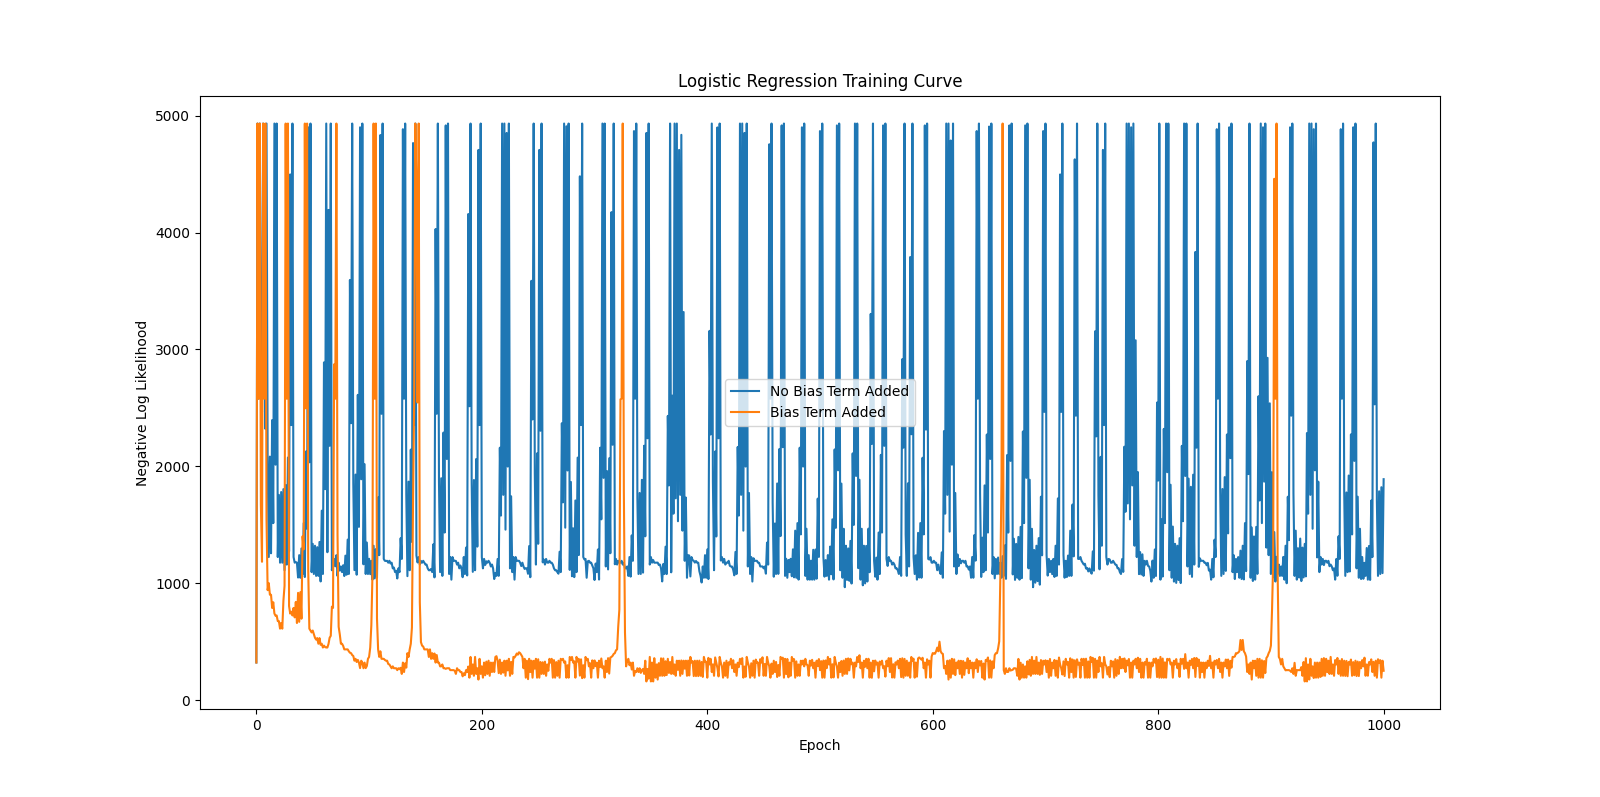 Logistic Regression Training Curve
5000
4000
3000
2000
1000
0
Negative Log Likelihood
No Bias Term Added
Bias Term Added
0
200
400
600
800
1000
Epoch